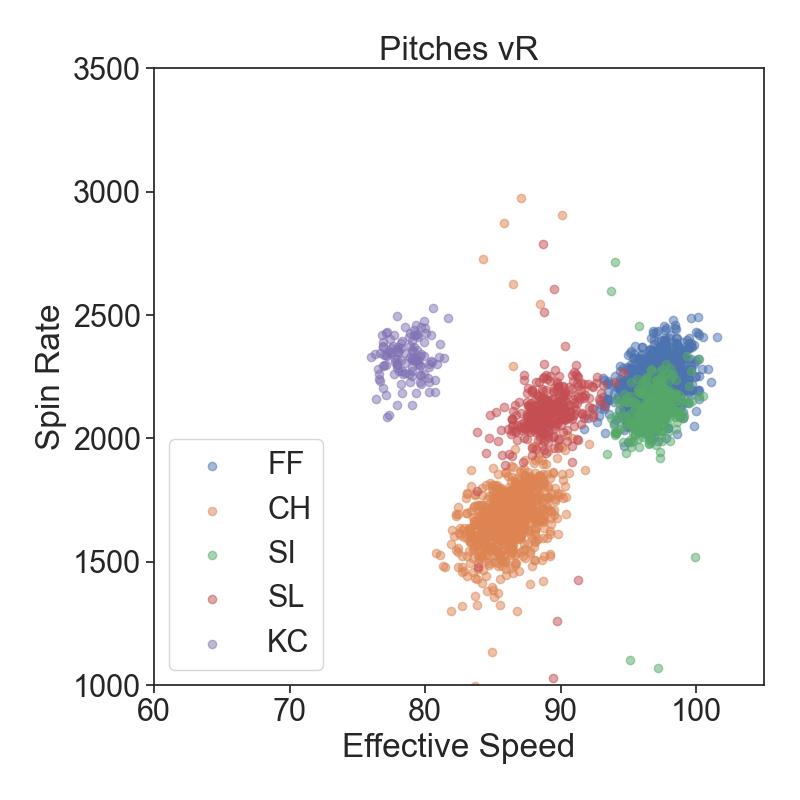 Pitches vR
3500
3000
2500
2000
1500
1000
Spin Rate
FF
CH
SI
SL
KC
60 70 80 90 100
Effective Speed